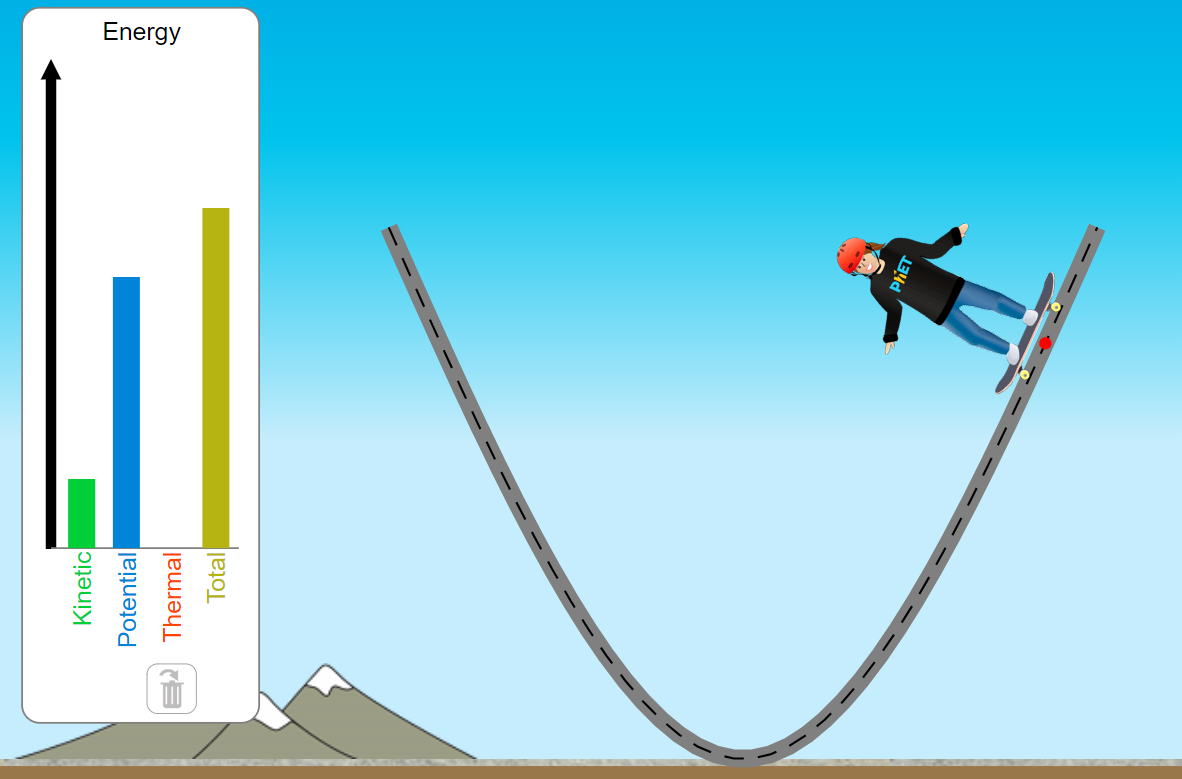 Energy
Kinetic
Potential
Thermal
Total
PhET